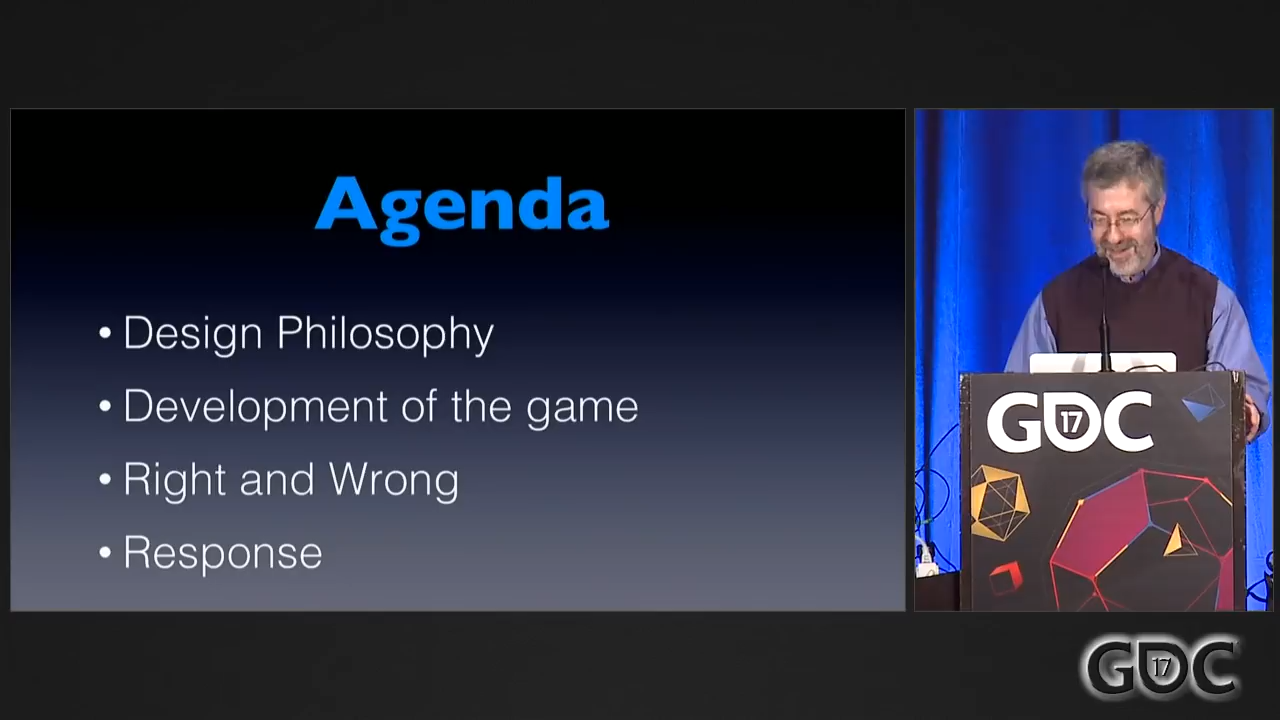 Agenda
• Design Philosophy
• Development of the game
• Right and Wrong
• Response
GDC
17
GDC
17